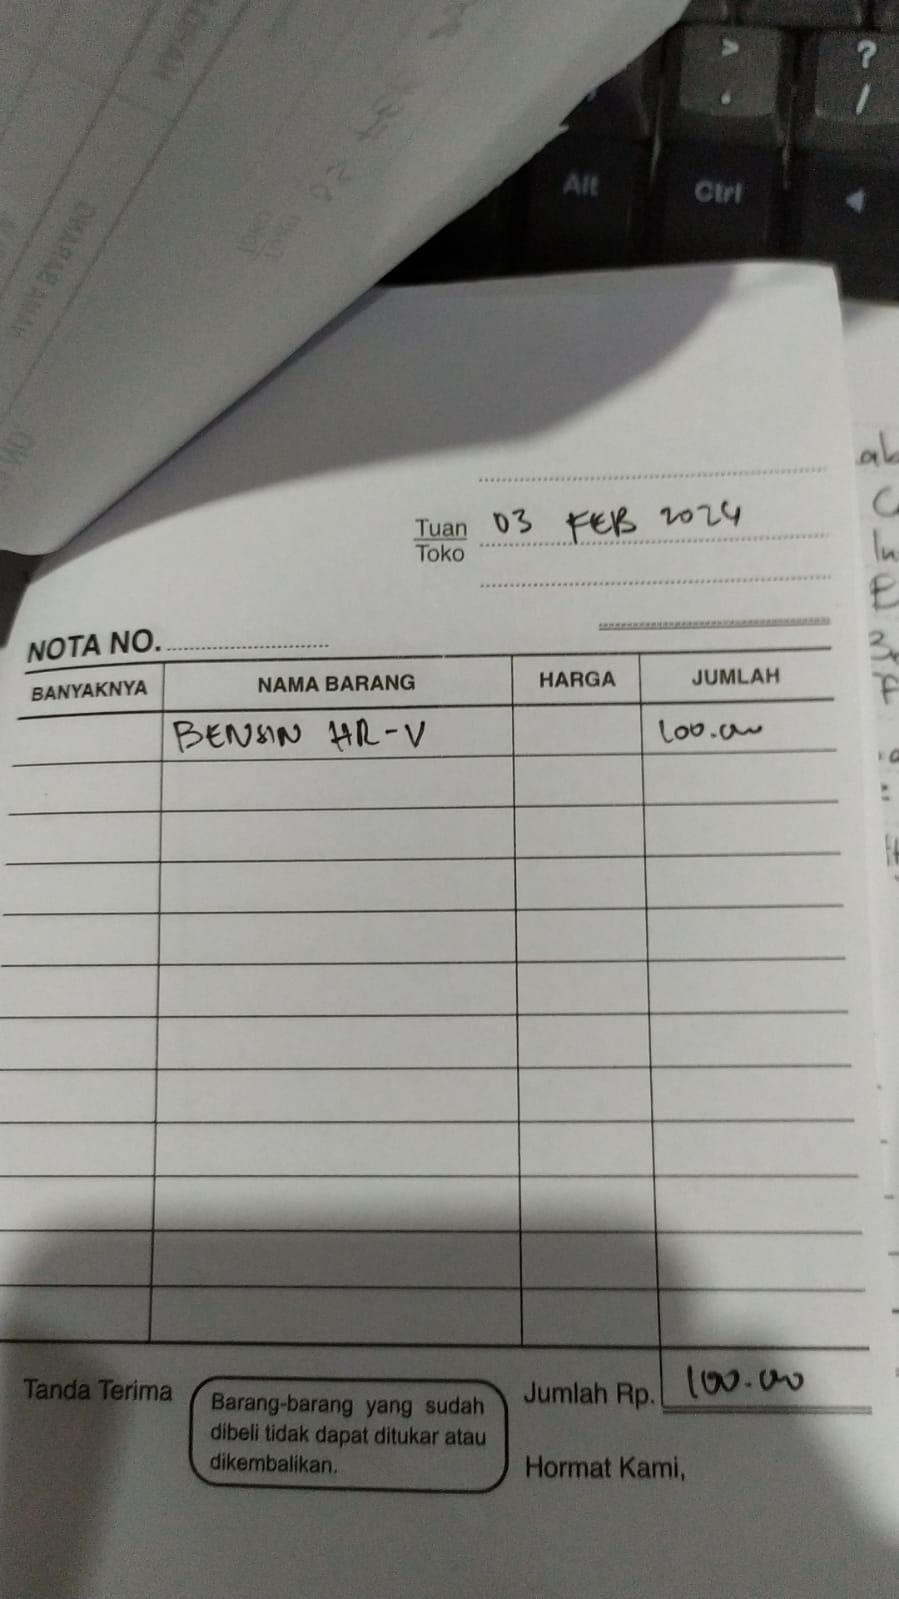 >
.
?
/
Alt
Ctrl
Tuan
Toko
03 FEB 2024
NOTA NO.
BANYAKNYA NAMA BARANG HARGA JUMLAH
BENSIN HR-V 100.000
Tanda Terima
Barang-barang yang sudah
dibeli tidak dapat ditukar atau
dikembalikan.
Jumlah Rp. 100.000
Hormat Kami,